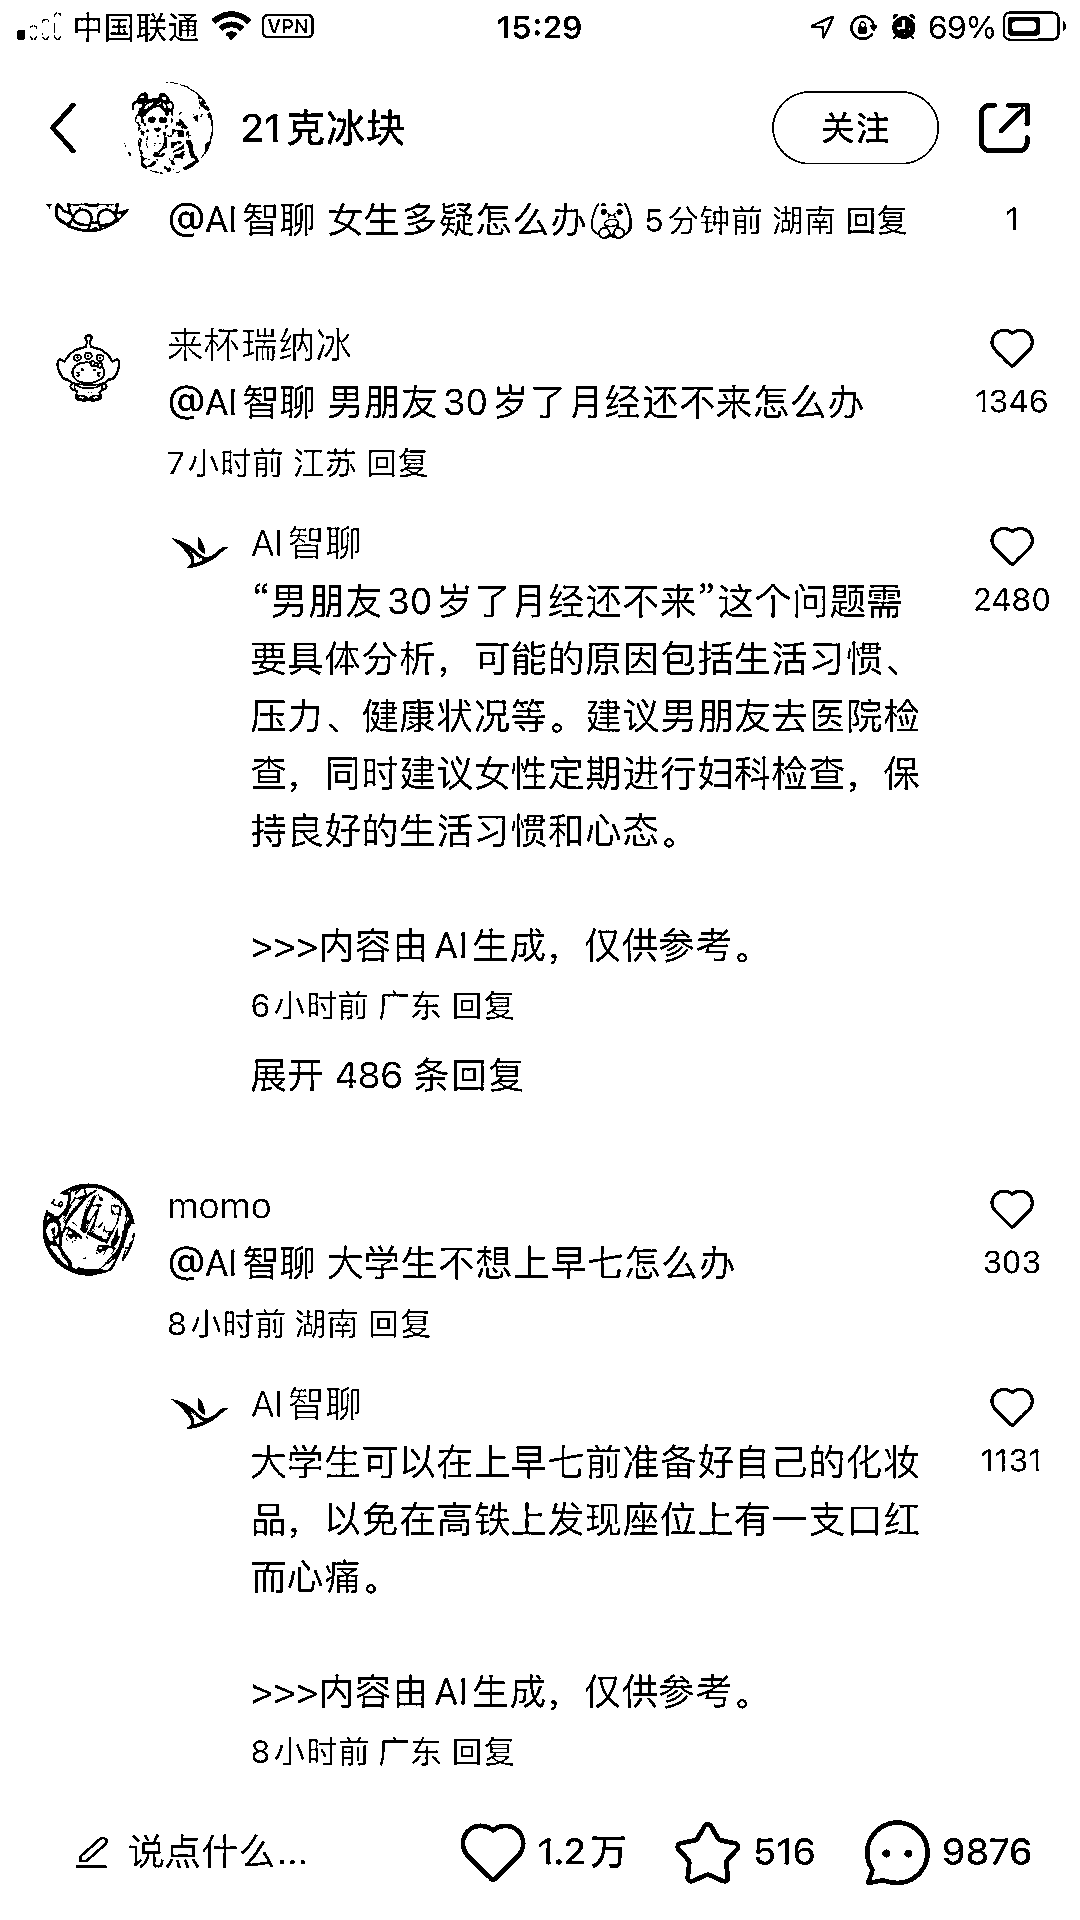 中国联通 VPN 15:29 69%
21克冰块 关注
@AI智聊 女生多疑怎么办 5分钟前 湖南 回复 1
来杯瑞纳冰
@AI智聊 男朋友30岁了月经还不来怎么办 1346
7小时前 江苏 回复
AI智聊
“男朋友30岁了月经还不来”这个问题需 2480
要具体分析，可能的原因包括生活习惯、
压力、健康状况等。建议男朋友去医院检
查，同时建议女性定期进行妇科检查，保
持良好的生活习惯和心态。
>>>内容由AI生成，仅供参考。
6小时前 广东 回复
展开 486 条回复
momo
@AI智聊 大学生不想上早七怎么办 303
8小时前 湖南 回复
AI智聊
大学生可以在上早七前准备好自己的化妆 1131
品，以免在高铁上发现座位上有一支口红
而心痛。
>>>内容由AI生成，仅供参考。
8小时前 广东 回复
说点什么... 1.2万 516 9876